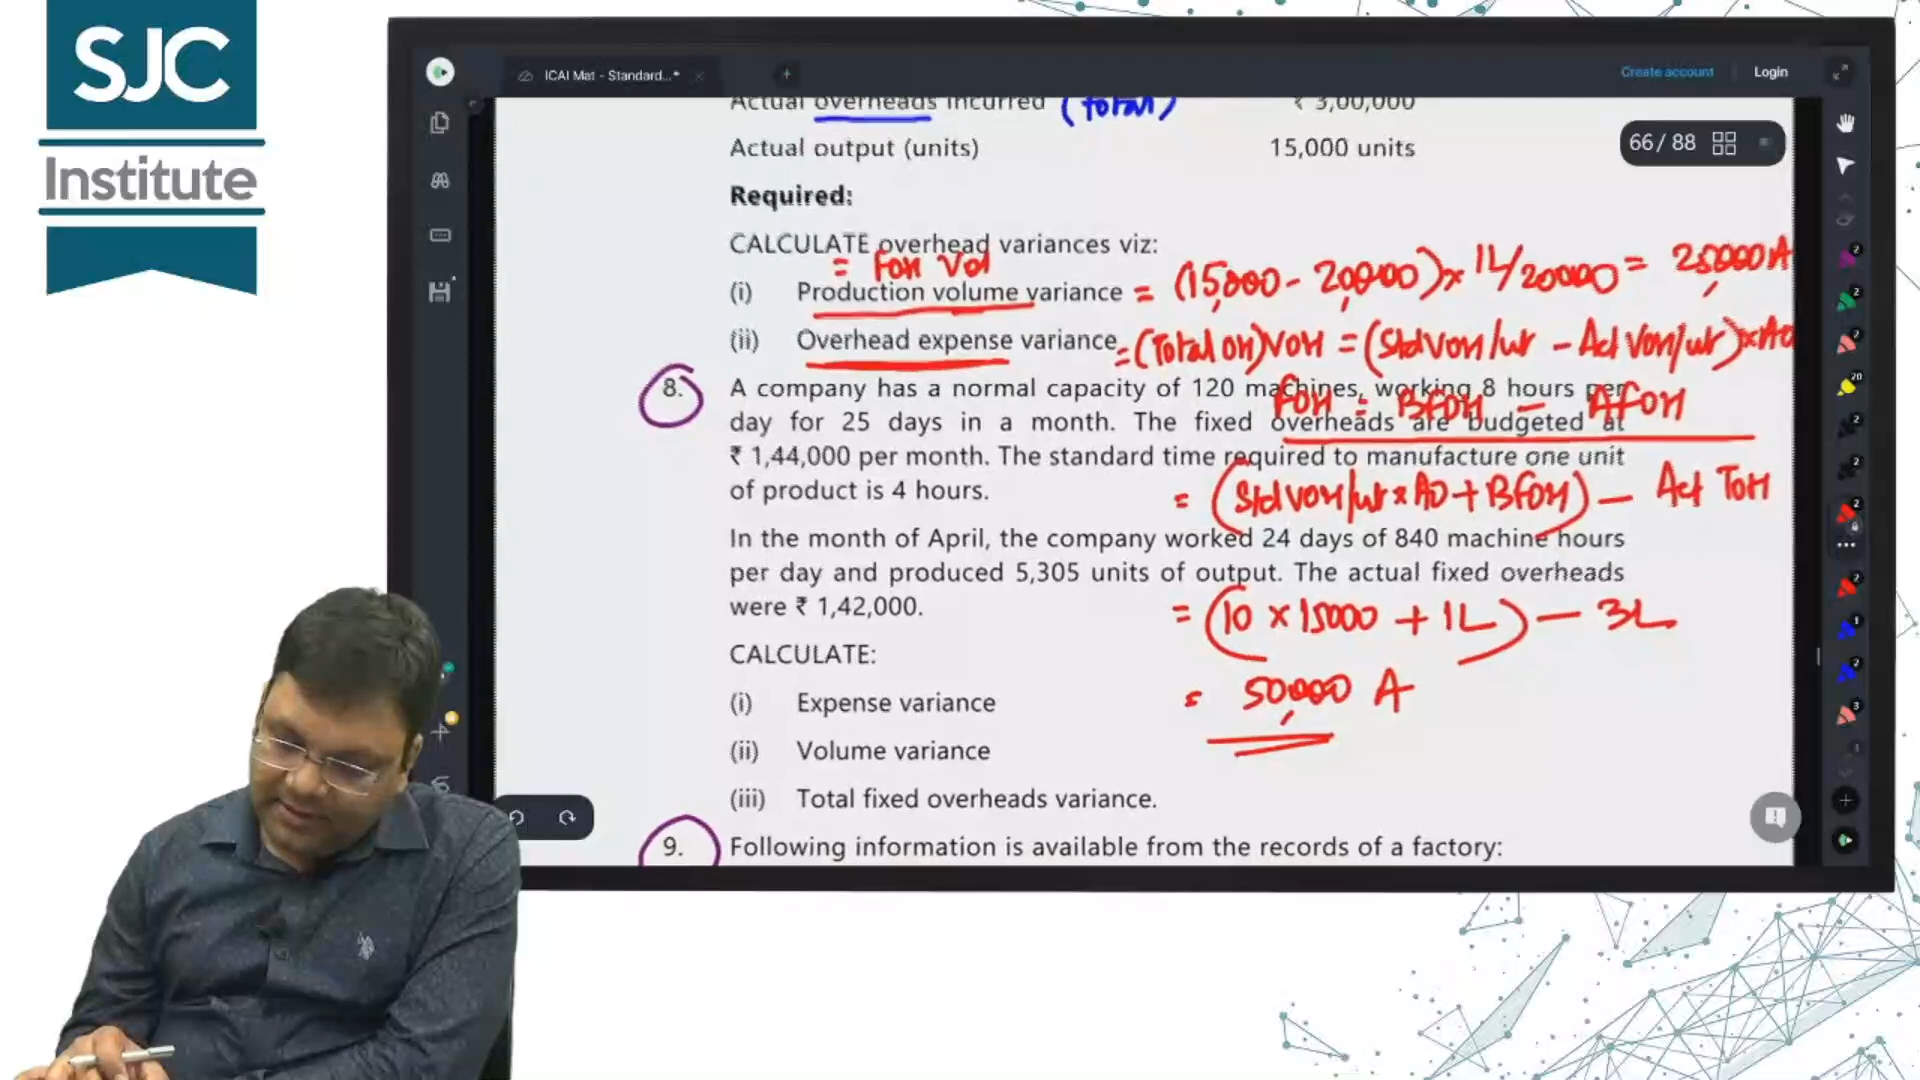 SJC
Institute
ICAI Mat - Standard...*
Create account
Login
66 / 88
Actual overheads incurred (total) ₹ 3,00,000
Actual output (units) 15,000 units
Required:
CALCULATE overhead variances viz:
= FOH Vol
(i) Production volume variance = (15,000 - 20,000) × 1L/20000 = 25,000A
(ii) Overhead expense variance = (Total OH) VOH = (Std VOH/ut - Act VOH/ut) × AO
FOH = BFOH - AFOH
= (Std VOH/ut × AO + BFOH) - Act TOH
= (10 × 15000 + 1L) - 3L
= 50,000 A
8. A company has a normal capacity of 120 machines, working 8 hours per
day for 25 days in a month. The fixed overheads are budgeted at
₹ 1,44,000 per month. The standard time required to manufacture one unit
of product is 4 hours.
In the month of April, the company worked 24 days of 840 machine hours
per day and produced 5,305 units of output. The actual fixed overheads
were ₹ 1,42,000.
CALCULATE:
(i) Expense variance
(ii) Volume variance
(iii) Total fixed overheads variance.
9. Following information is available from the records of a factory: